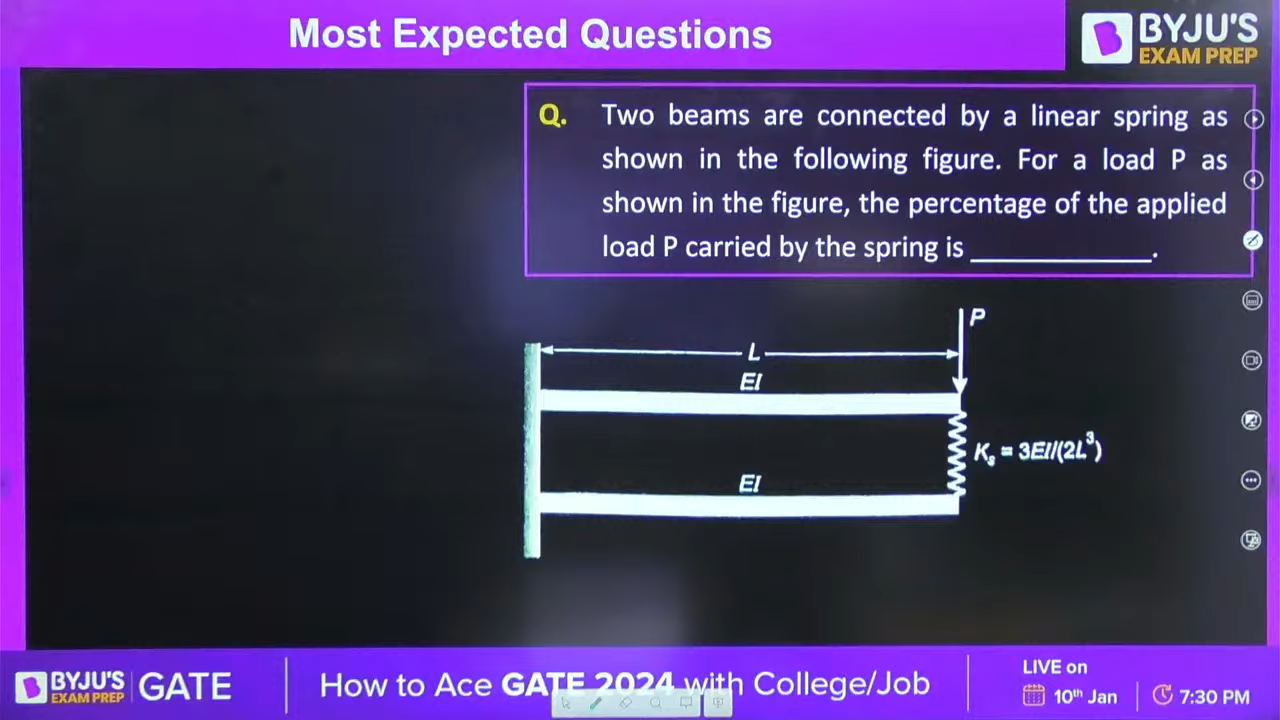 Most Expected Questions
BYJU'S
EXAM PREP
Q. Two beams are connected by a linear spring as
shown in the following figure. For a load P as
shown in the figure, the percentage of the applied
load P carried by the spring is __________.
P
L
EI
Kₛ = 3EI/(2L³)
EI
BYJU'S
EXAM PREP
GATE
How to Ace GATE 2024 with College/Job
LIVE on
10th Jan
7:30 PM